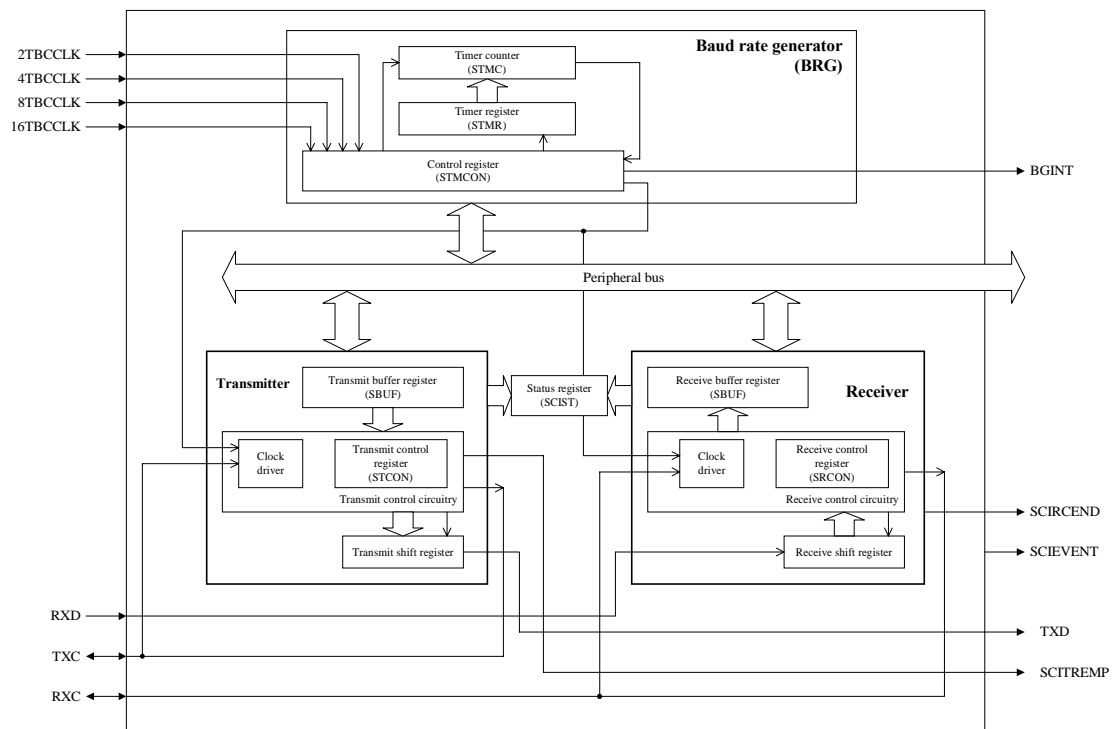 Baud rate generator
(BRG)
2TBCCLK
4TBCCLK
8TBCCLK
16TBCCLK
Timer counter
(STMC)
Timer register
(STMR)
Control register
(STMCON)
BGINT
Peripheral bus
Transmitter
Transmit buffer register
(SBUF)
Clock
driver
Transmit control
register
(STCON)
Transmit control circuitry
Transmit shift register
Status register
(SCIST)
Receive buffer register
(SBUF)
Receiver
Clock
driver
Receive control
register
(SRCON)
Receive control circuitry
Receive shift register
SCIRCEND
SCIEVENT
RXD
TXC
RXC
TXD
SCITREMP